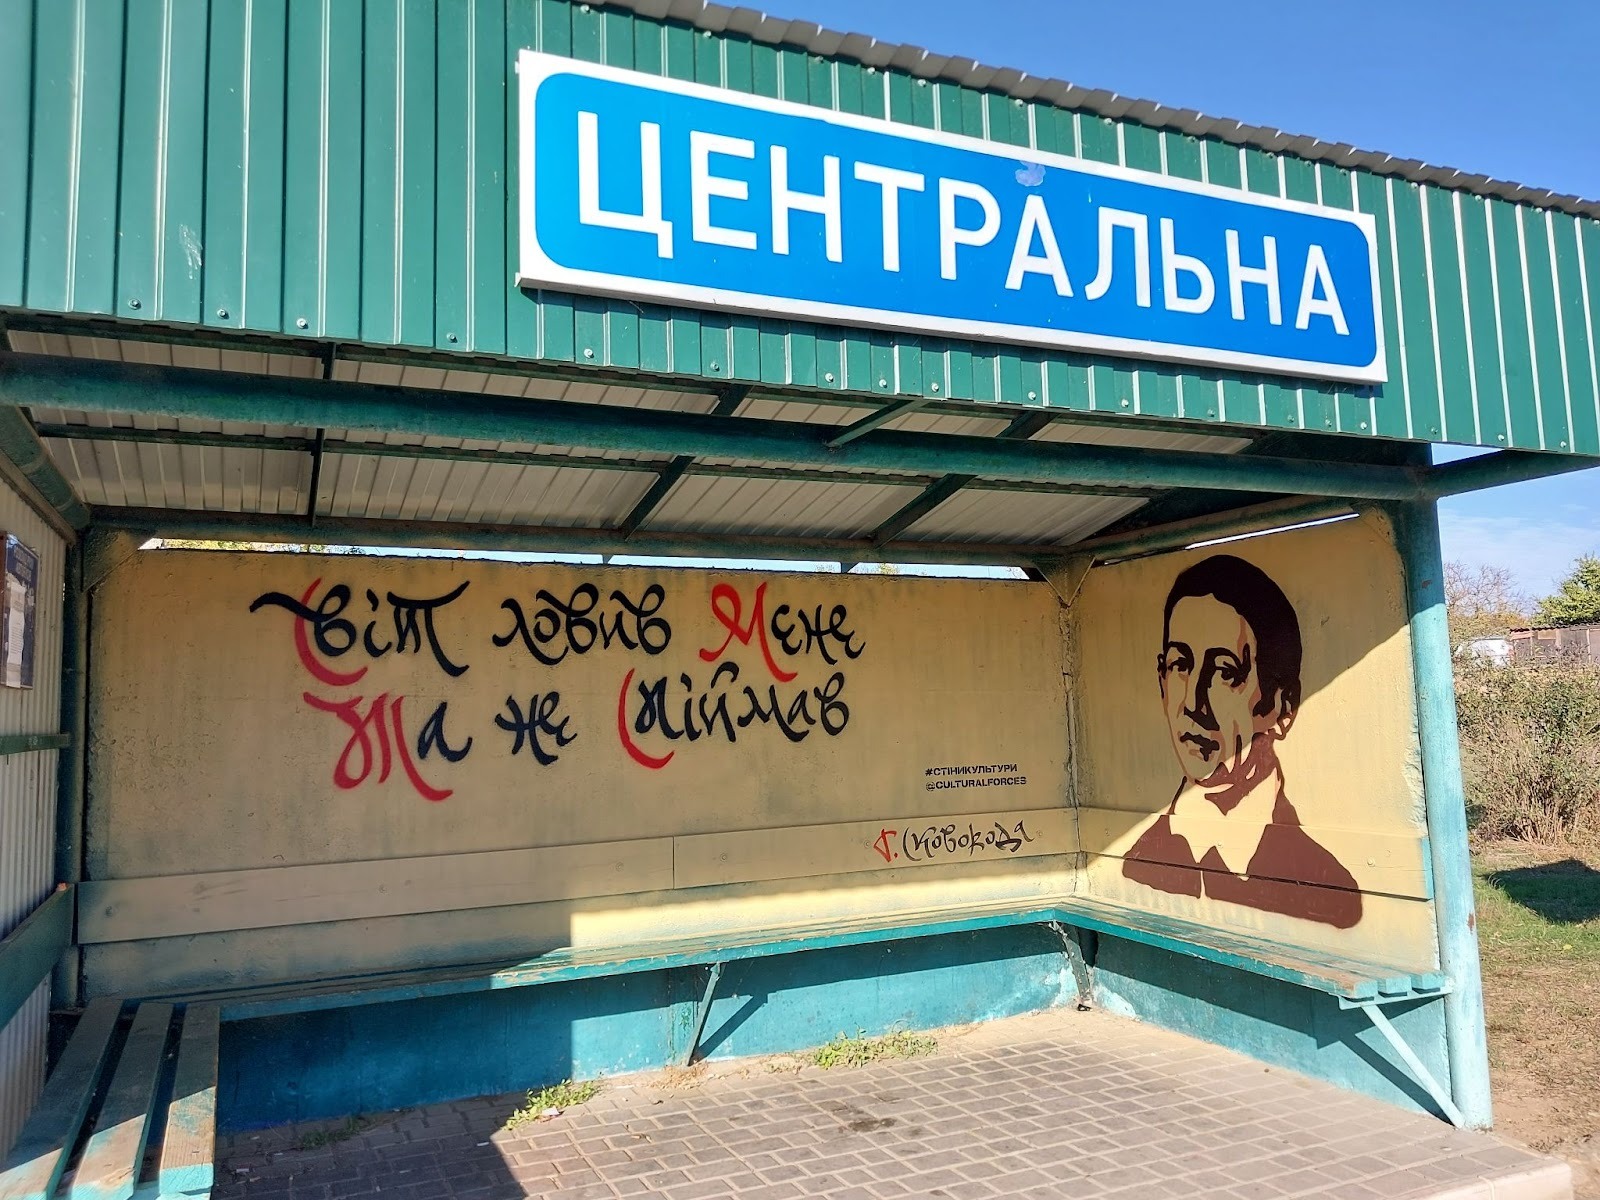 ЦЕНТРАЛЬНА
Світ ловив Мене
Та не Спіймав
#СТІНИКУЛЬТУРИ
@CULTURALFORCES
Г. Сковорода